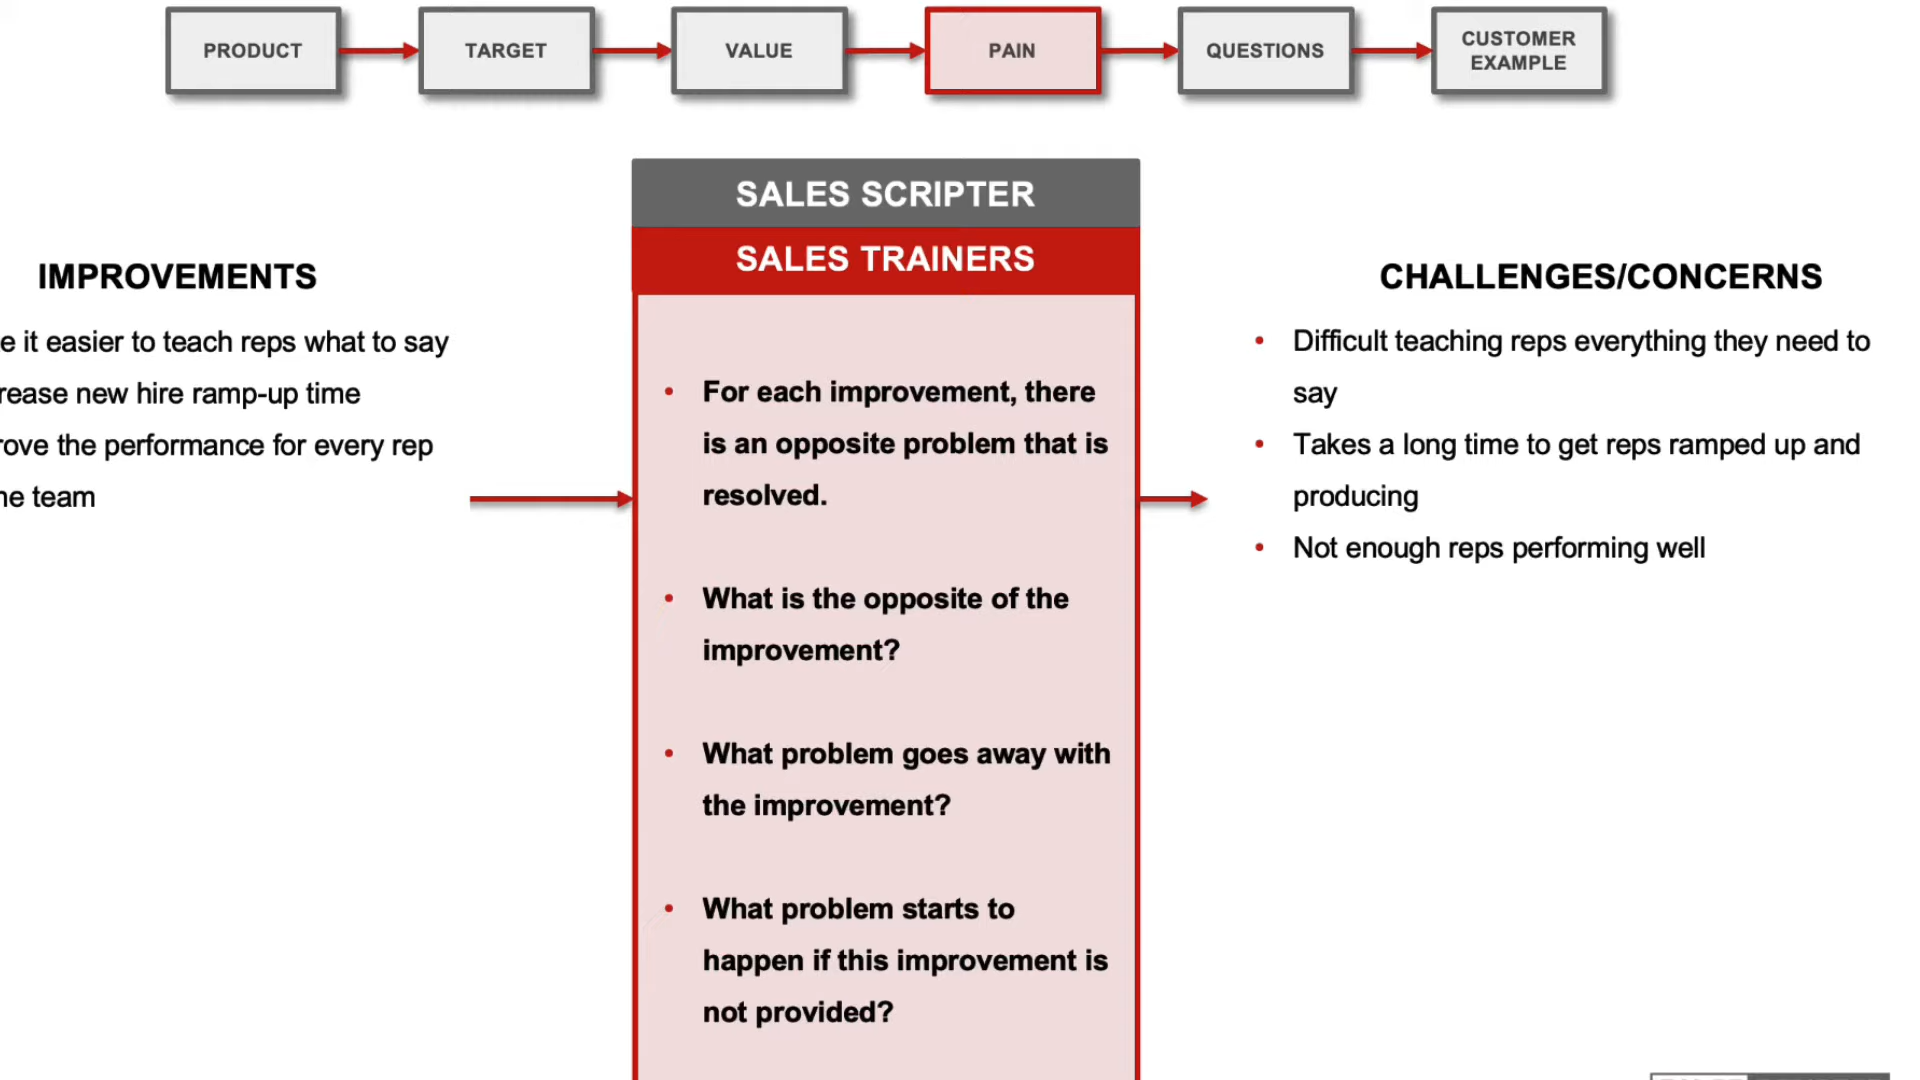 PRODUCT
TARGET
VALUE
PAIN
QUESTIONS
CUSTOMER
EXAMPLE
SALES SCRIPTER
SALES TRAINERS
IMPROVEMENTS
e it easier to teach reps what to say
rease new hire ramp-up time
rove the performance for every rep
ne team
• For each improvement, there
is an opposite problem that is
resolved.
• What is the opposite of the
improvement?
• What problem goes away with
the improvement?
• What problem starts to
happen if this improvement is
not provided?
CHALLENGES/CONCERNS
• Difficult teaching reps everything they need to
say
• Takes a long time to get reps ramped up and
producing
• Not enough reps performing well